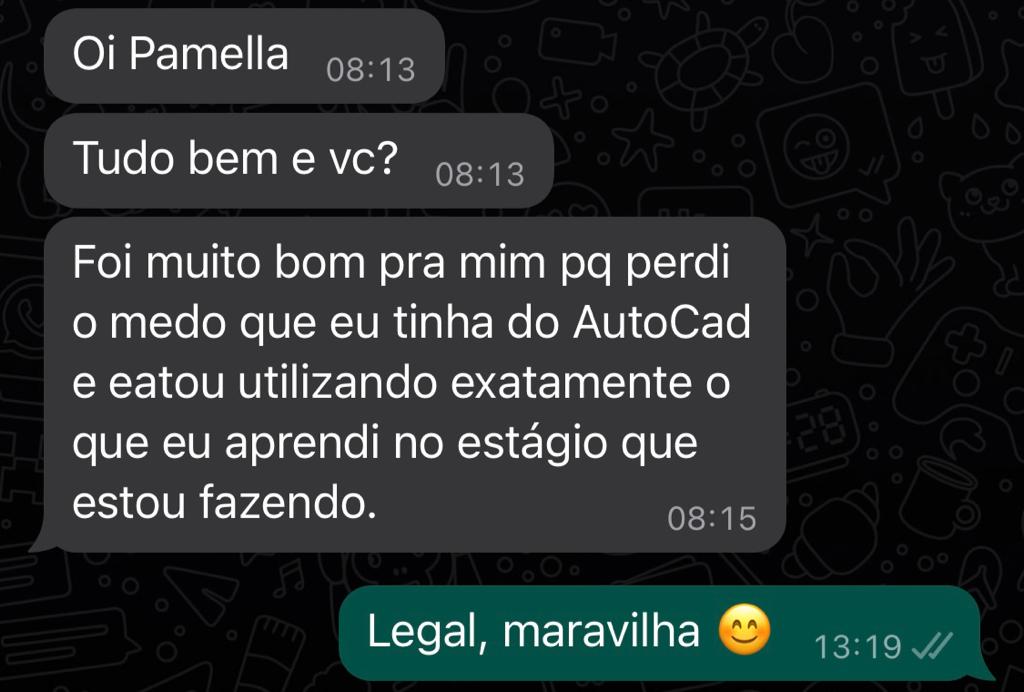 Oi Pamella 08:13
Tudo bem e vc? 08:13
Foi muito bom pra mim pq perdi
o medo que eu tinha do AutoCad
e eatou utilizando exatamente o
que eu aprendi no estágio que
estou fazendo. 08:15
Legal, maravilha 😊 13:19